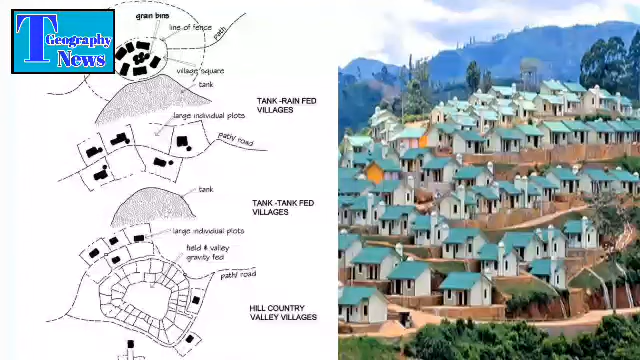 Geography
News
grain bins
line of fence
path
village square
tank
TANK -RAIN FED
VILLAGES
large individual plots
path/ road
tank
TANK -TANK FED
VILLAGES
large individual plots
field & valley
gravity fed
path/ road
HILL COUNTRY
VALLEY VILLAGES